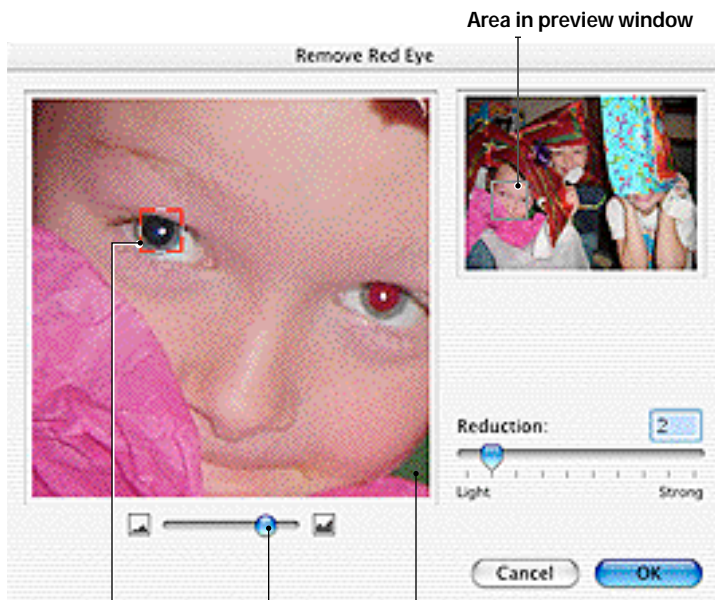 Area in preview window
Remove Red Eye
Reduction: 2
Light Strong
Cancel OK